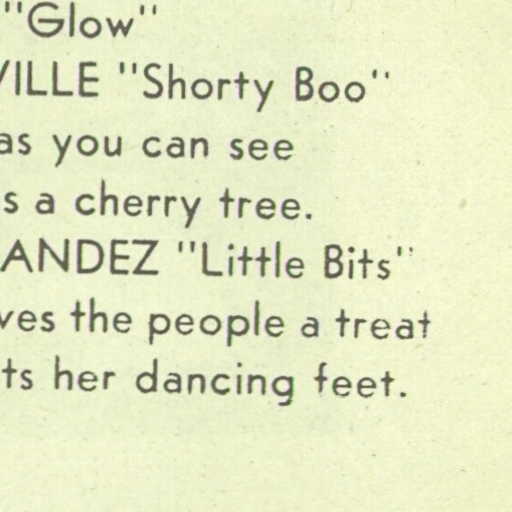 "Glow"
VILLE "Shorty Boo"
as you can see
s a cherry tree.
ANDEZ "Little Bits"
ves the people a treat
ts her dancing feet.